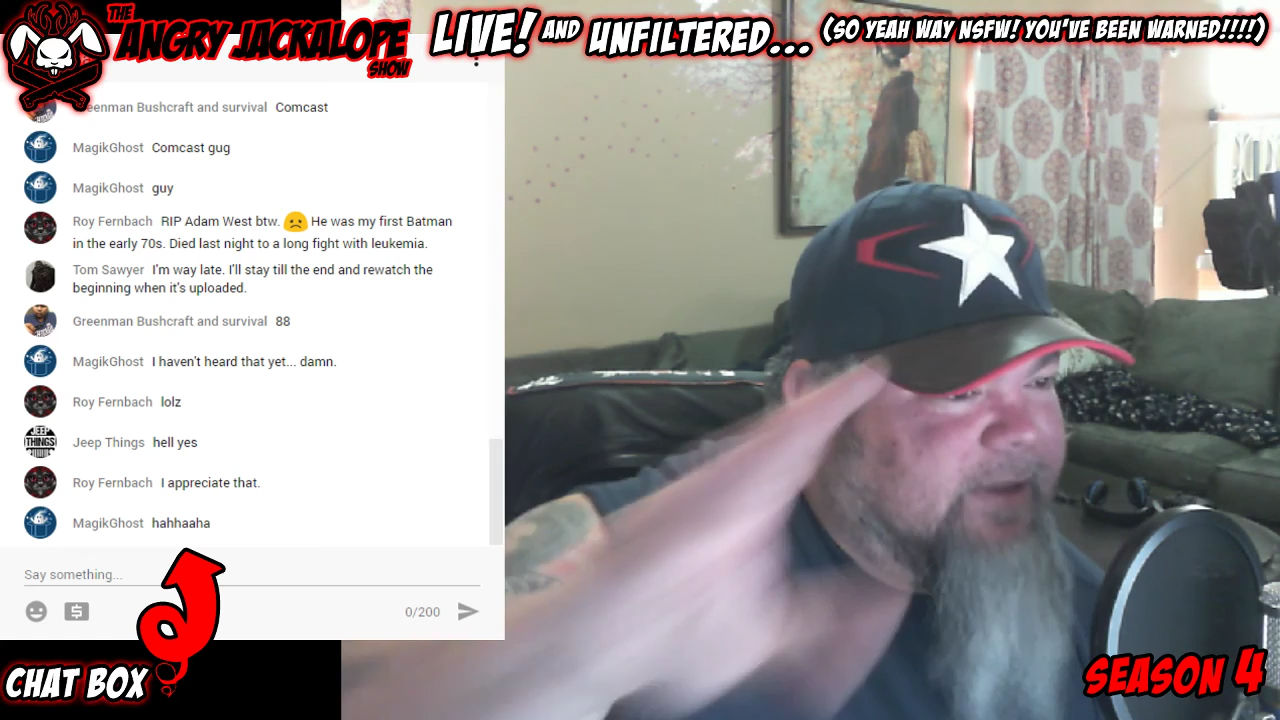 THE
ANGRY JACKALOPE
SHOW
LIVE! AND UNFILTERED... (SO YEAH WAY NSFW! YOU'VE BEEN WARNED!!!!)
Greenman Bushcraft and survival Comcast
MagikGhost Comcast gug
MagikGhost guy
Roy Fernbach RIP Adam West btw. ☹️ He was my first Batman
in the early 70s. Died last night to a long fight with leukemia.
Tom Sawyer I'm way late. I'll stay till the end and rewatch the
beginning when it's uploaded.
Greenman Bushcraft and survival 88
MagikGhost I haven't heard that yet... damn.
Roy Fernbach lolz
JEEP
THINGS
Jeep Things hell yes
Roy Fernbach I appreciate that.
MagikGhost hahhaaha
Say something...
0/200
CHAT BOX
SEASON 4